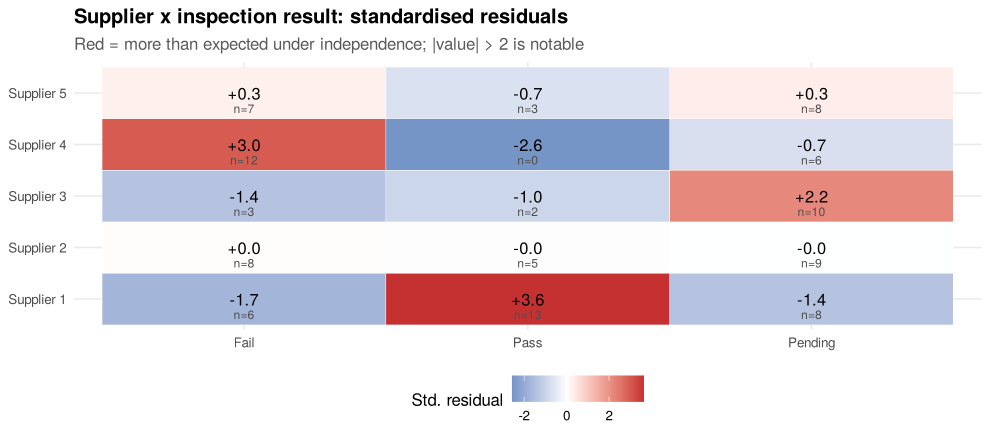 Supplier x inspection result: standardised residuals
Red = more than expected under independence; |value| > 2 is notable
Supplier 5
+0.3
-0.7
+0.3
n=7
n=3
n=8
Supplier 4
+3.0
-2.6
-0.7
n=12
n=0
n=6
Supplier 3
-1.4
-1.0
+2.2
n=3
n=2
n=10
Supplier 2
+0.0
-0.0
-0.0
n=8
n=5
n=9
Supplier 1
-1.7
+3.6
-1.4
n=6
n=13
n=8
Fail
Pass
Pending
Std. residual
-2
0
2